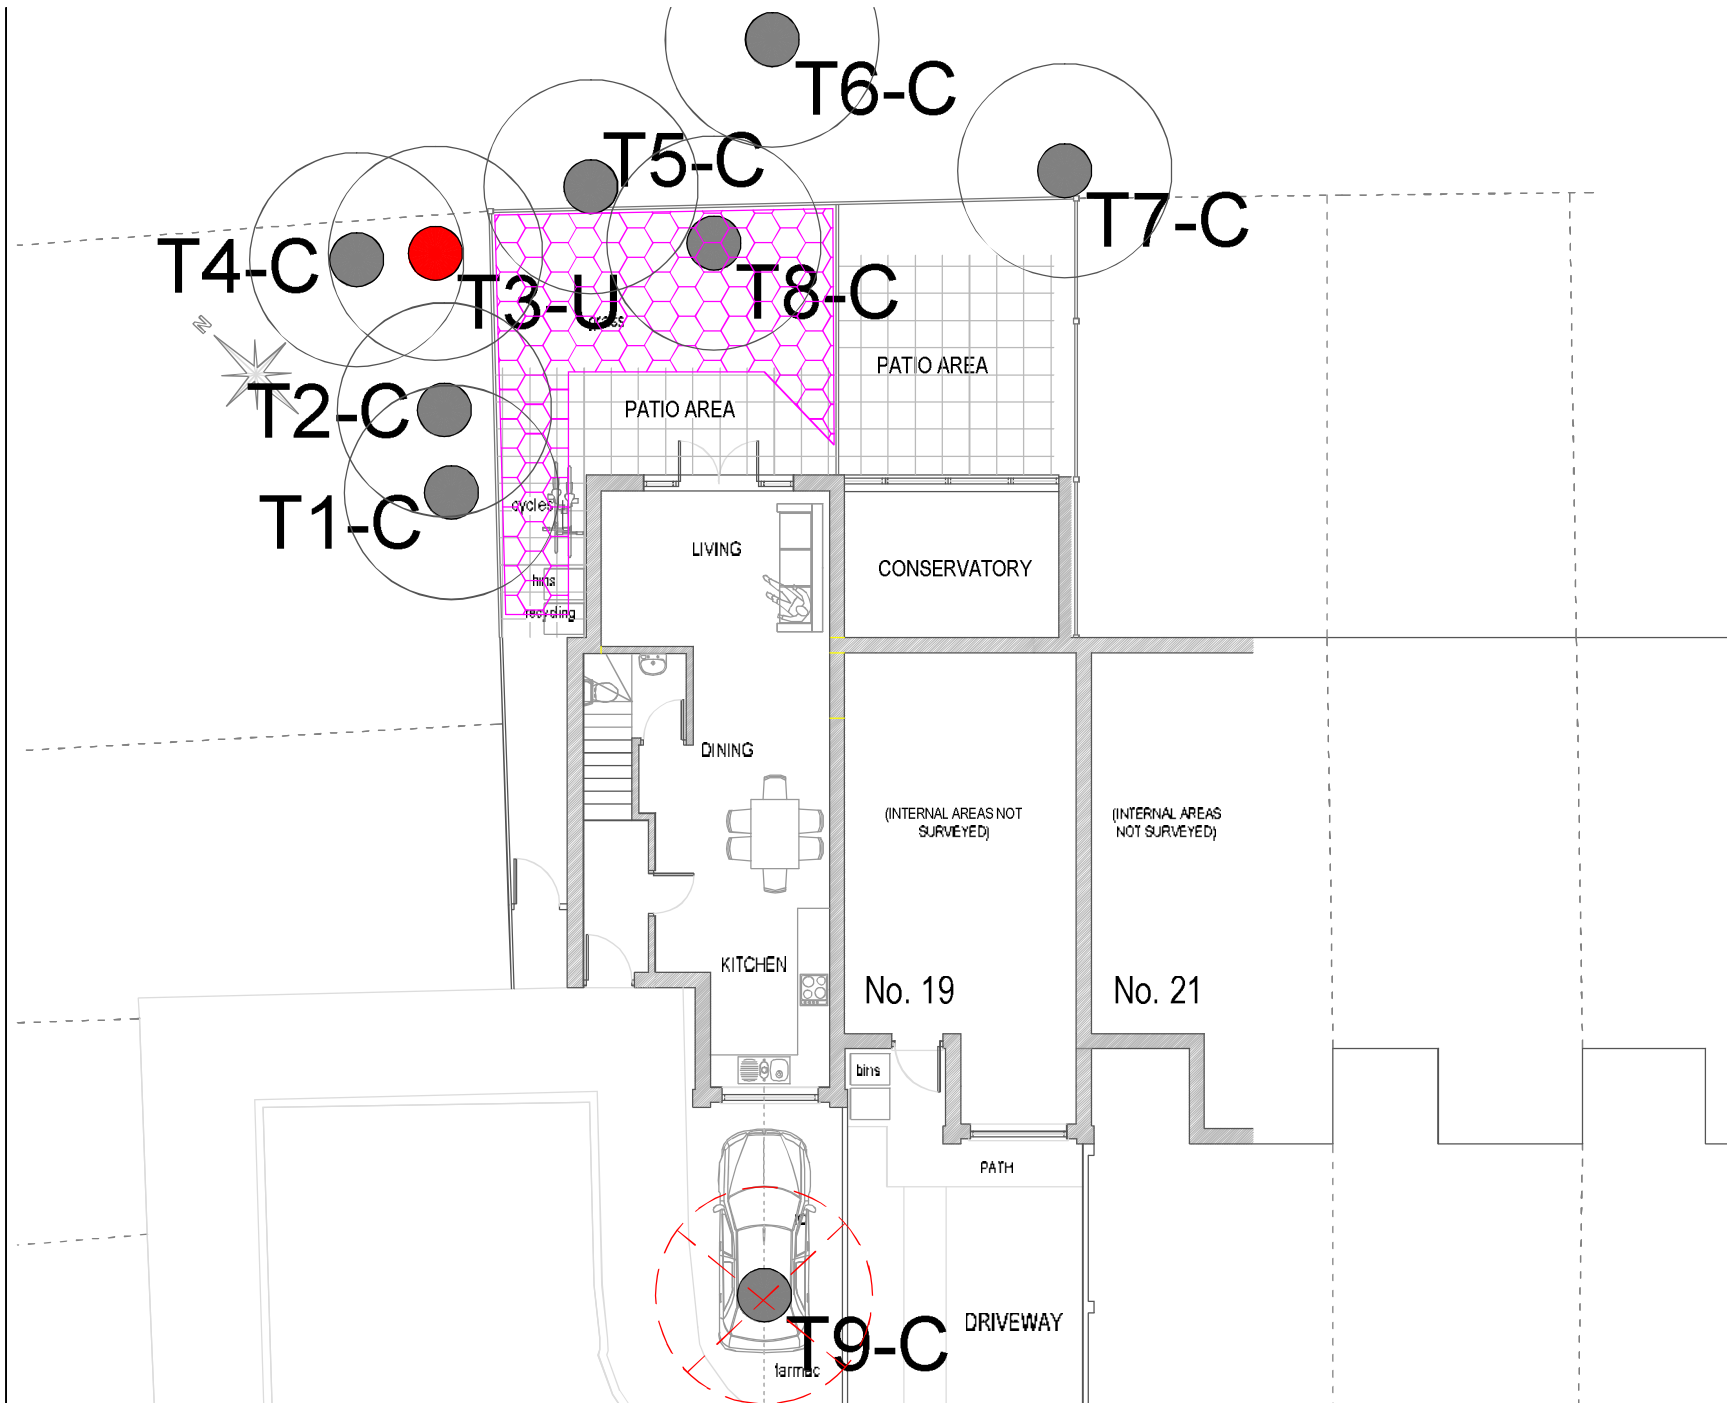 T6-C
T5-C
T7-C
T4-C
T3-U
T8-C
grass
N
PATIO AREA
T2-C
PATIO AREA
T1-C
cycles
LIVING
CONSERVATORY
bins
recycling
DINING
(INTERNAL AREAS NOT
SURVEYED)
(INTERNAL AREAS
NOT SURVEYED)
KITCHEN
No. 19
No. 21
bins
PATH
DRIVEWAY
T9-C
tarmac